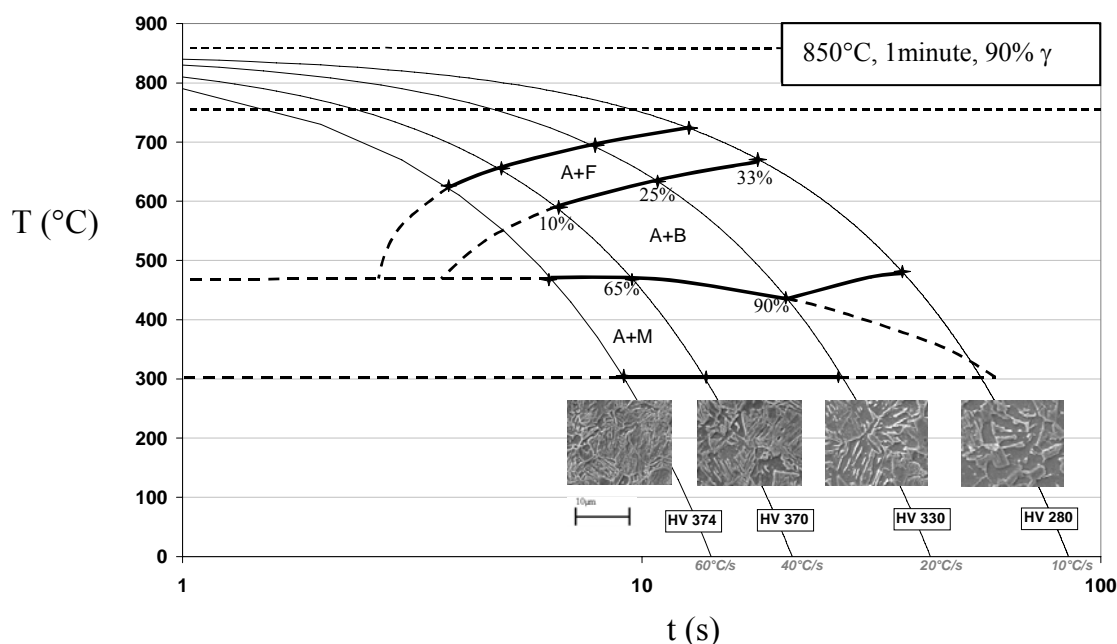 850°C, 1minute, 90% γ
900
800
700
600
500
400
300
200
100
0
T (°C)
A+F
33%
25%
10%
A+B
65%
90%
A+M
10µm
HV 374
HV 370
HV 330
HV 280
60°C/s
40°C/s
20°C/s
10°C/s
1
10
100
t (s)